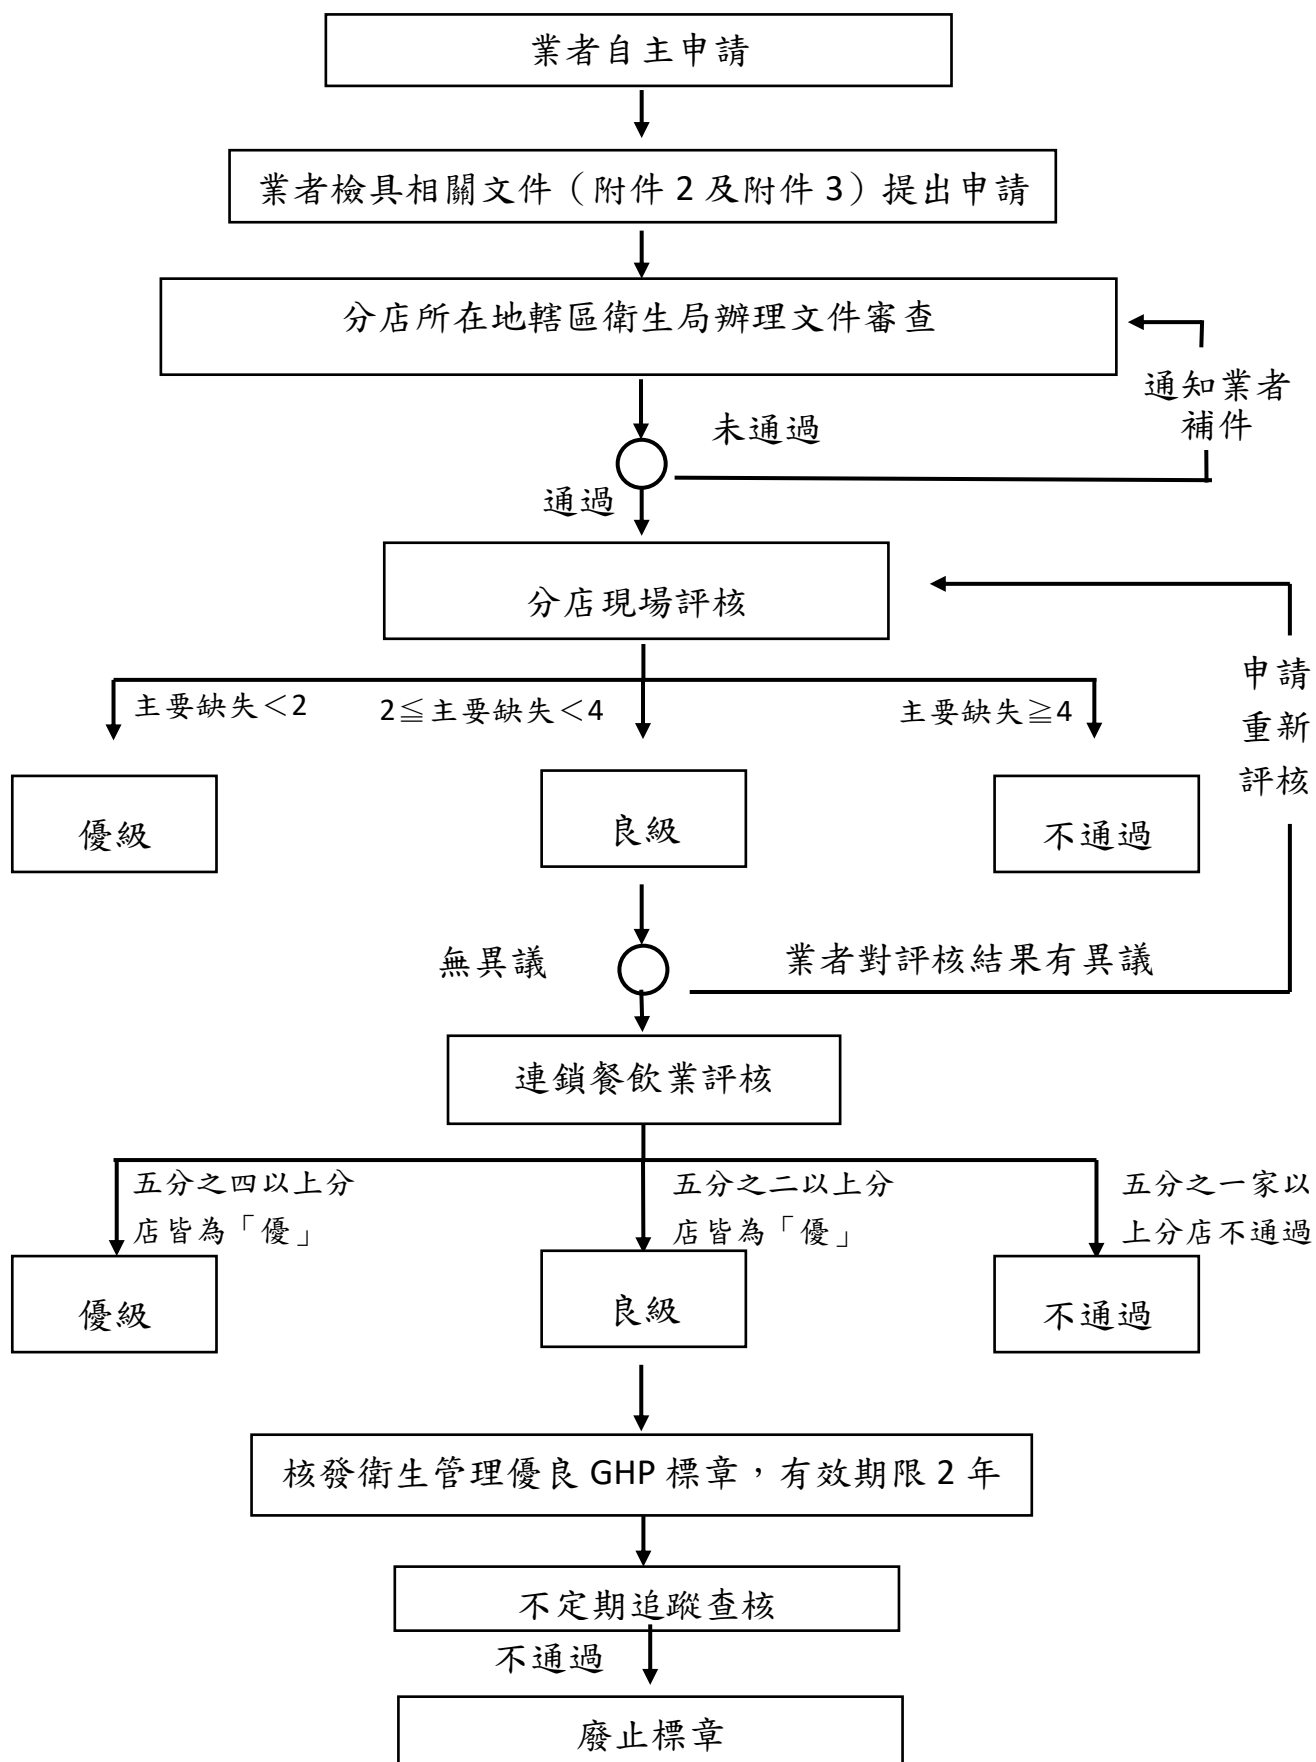 業者自主申請
業者檢具相關文件（附件 2 及附件 3）提出申請
分店所在地轄區衛生局辦理文件審查
通知業者
補件
未通過
通過
分店現場評核
申請
重新
評核
主要缺失＜2
2≦主要缺失＜4
主要缺失≧4
優級
良級
不通過
無異議
業者對評核結果有異議
連鎖餐飲業評核
五分之四以上分
店皆為「優」
五分之二以上分
店皆為「優」
五分之一家以
上分店不通過
優級
良級
不通過
核發衛生管理優良 GHP 標章，有效期限 2 年
不定期追蹤查核
不通過
廢止標章